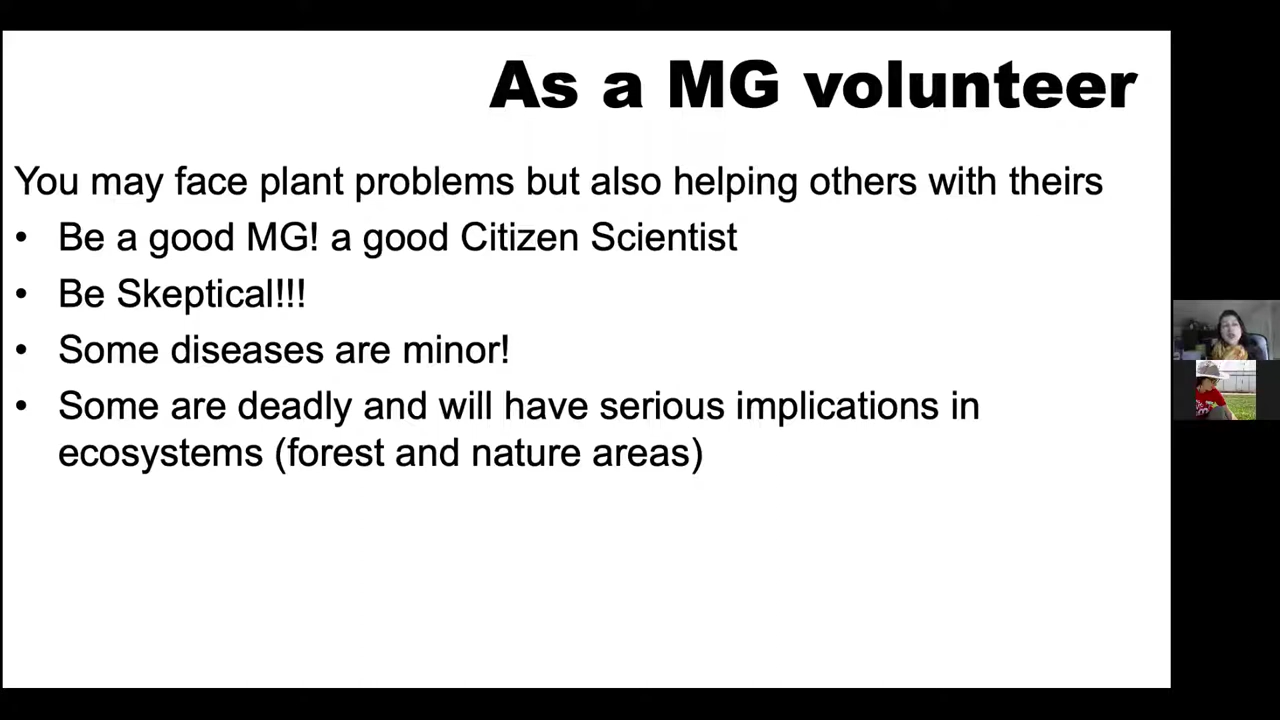 As a MG volunteer
You may face plant problems but also helping others with theirs
• Be a good MG! a good Citizen Scientist
• Be Skeptical!!!
• Some diseases are minor!
• Some are deadly and will have serious implications in
ecosystems (forest and nature areas)